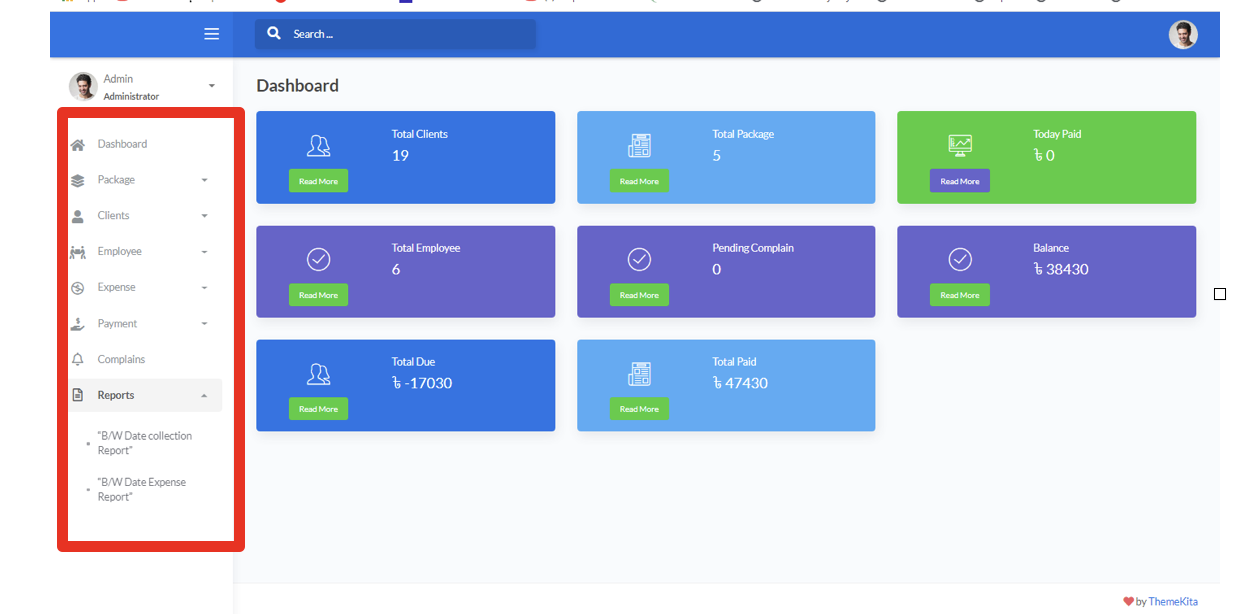 Search ...
Admin
Administrator
Dashboard
Package
Clients
Employee
Expense
Payment
Complains
Reports
"B/W Date collection
Report"
"B/W Date Expense
Report"
Dashboard
Total Clients
19
Read More
Total Package
5
Read More
Today Paid
৳ 0
Read More
Total Employee
6
Read More
Pending Complain
0
Read More
Balance
৳ 38430
Read More
Total Due
৳ -17030
Read More
Total Paid
৳ 47430
Read More
by ThemeKita